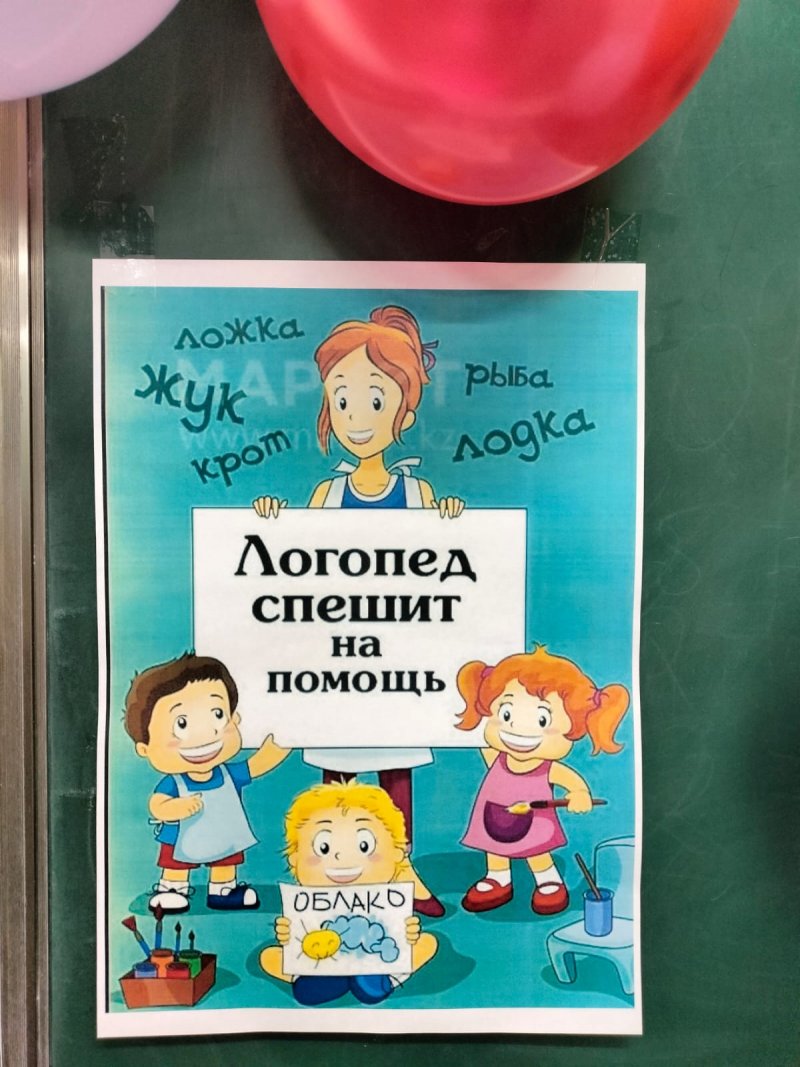 ложка
жук
крот
рыба
лодка
Логопед
спешит
на
помощь
ОБЛАКО